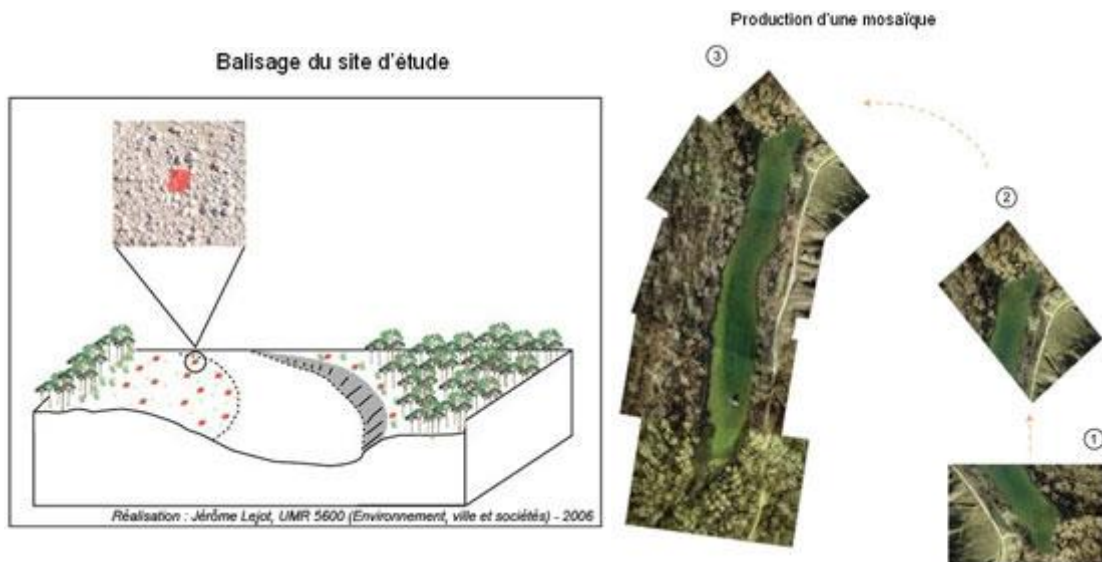 Balisage du site d'étude
Réalisation : Jérôme Lejot, UMR 5600 (Environnement, ville et sociétés) - 2006
Production d'une mosaïque
3
2
1